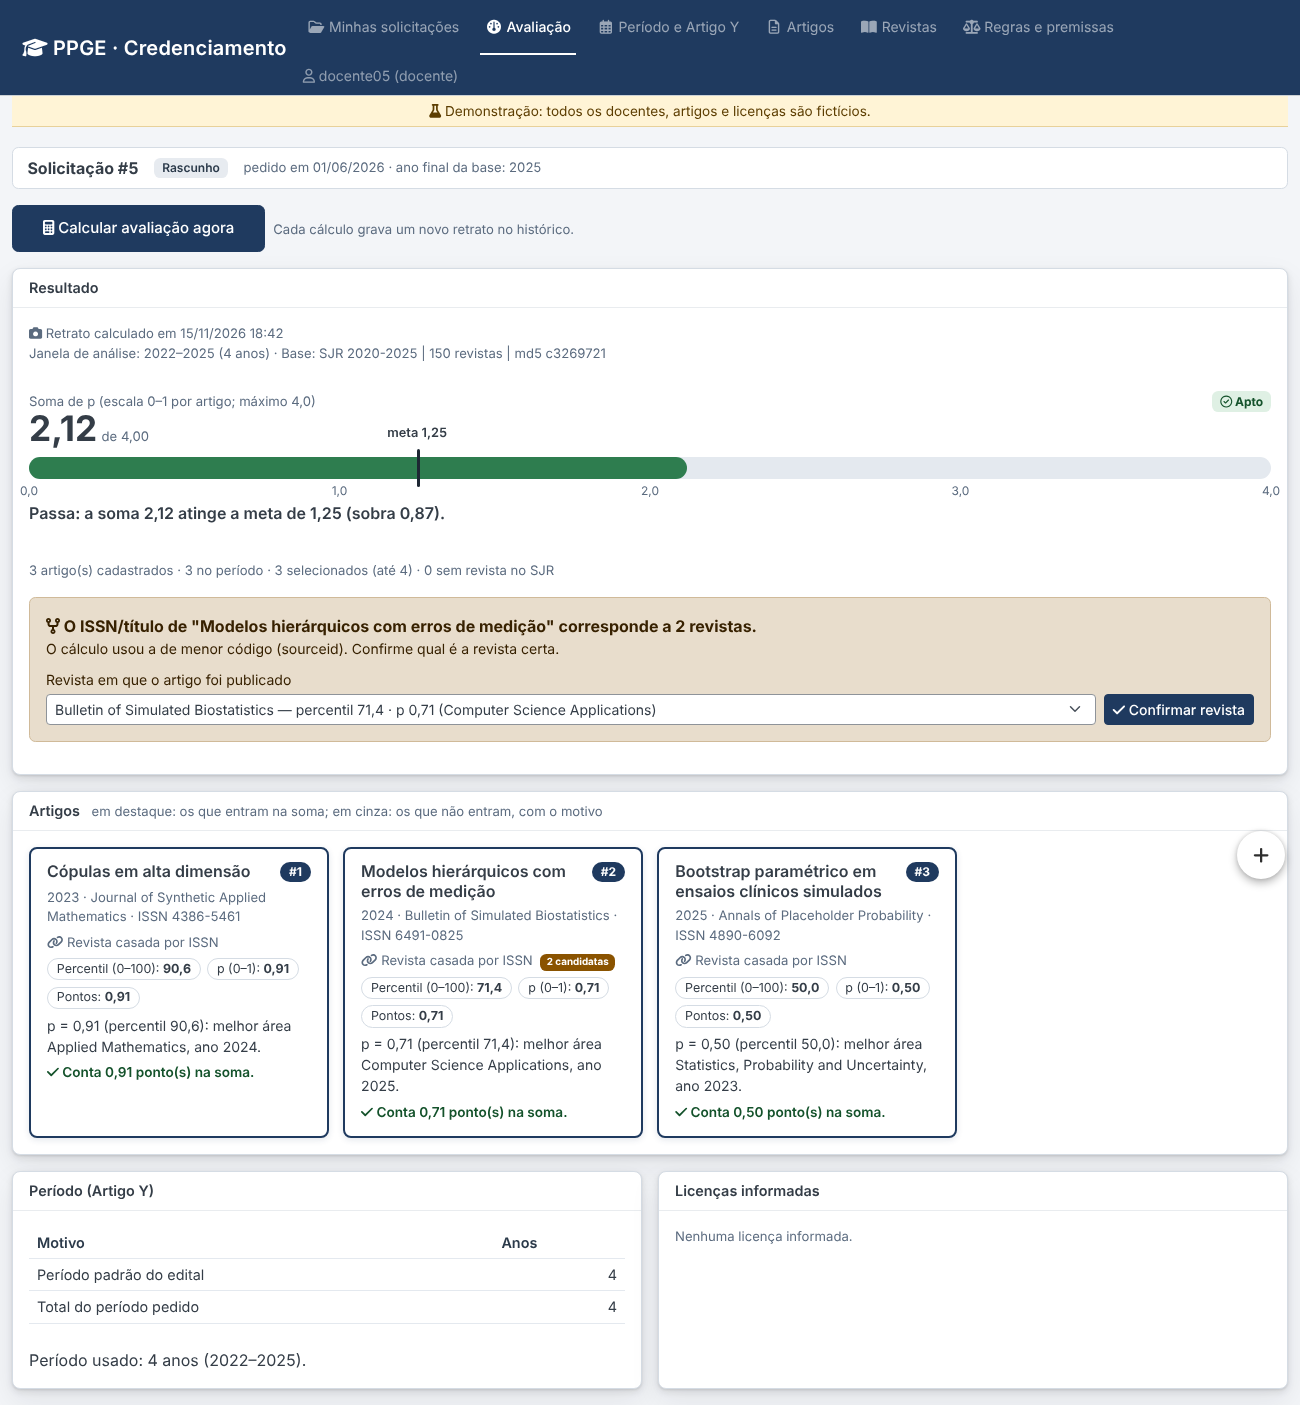 PPGE · Credenciamento
Minhas solicitações
Avaliação
Período e Artigo Y
Artigos
Revistas
Regras e premissas
docente05 (docente)
Demonstração: todos os docentes, artigos e licenças são fictícios.
Solicitação #5 Rascunho pedido em 01/06/2026 · ano final da base: 2025
Calcular avaliação agora Cada cálculo grava um novo retrato no histórico.
Resultado
Retrato calculado em 15/11/2026 18:42
Janela de análise: 2022–2025 (4 anos) · Base: SJR 2020-2025 | 150 revistas | md5 c3269721
Soma de p (escala 0–1 por artigo; máximo 4,0)
Apto
2,12 de 4,00
meta 1,25
0,0 1,0 2,0 3,0 4,0
Passa: a soma 2,12 atinge a meta de 1,25 (sobra 0,87).
3 artigo(s) cadastrados · 3 no período · 3 selecionados (até 4) · 0 sem revista no SJR
O ISSN/título de "Modelos hierárquicos com erros de medição" corresponde a 2 revistas.
O cálculo usou a de menor código (sourceid). Confirme qual é a revista certa.
Revista em que o artigo foi publicado
Bulletin of Simulated Biostatistics — percentil 71,4 · p 0,71 (Computer Science Applications)
Confirmar revista
Artigos em destaque: os que entram na soma; em cinza: os que não entram, com o motivo
Cópulas em alta dimensão #1
2023 · Journal of Synthetic Applied
Mathematics · ISSN 4386-5461
Revista casada por ISSN
Percentil (0–100): 90,6 p (0–1): 0,91
Pontos: 0,91
p = 0,91 (percentil 90,6): melhor área
Applied Mathematics, ano 2024.
Conta 0,91 ponto(s) na soma.
Modelos hierárquicos com #2
erros de medição
2024 · Bulletin of Simulated Biostatistics ·
ISSN 6491-0825
Revista casada por ISSN 2 candidatas
Percentil (0–100): 71,4 p (0–1): 0,71
Pontos: 0,71
p = 0,71 (percentil 71,4): melhor área
Computer Science Applications, ano
2025.
Conta 0,71 ponto(s) na soma.
Bootstrap paramétrico em #3
ensaios clínicos simulados
2025 · Annals of Placeholder Probability ·
ISSN 4890-6092
Revista casada por ISSN
Percentil (0–100): 50,0 p (0–1): 0,50
Pontos: 0,50
p = 0,50 (percentil 50,0): melhor área
Statistics, Probability and Uncertainty,
ano 2023.
Conta 0,50 ponto(s) na soma.
Período (Artigo Y)
Motivo Anos
Período padrão do edital 4
Total do período pedido 4
Período usado: 4 anos (2022–2025).
Licenças informadas
Nenhuma licença informada.